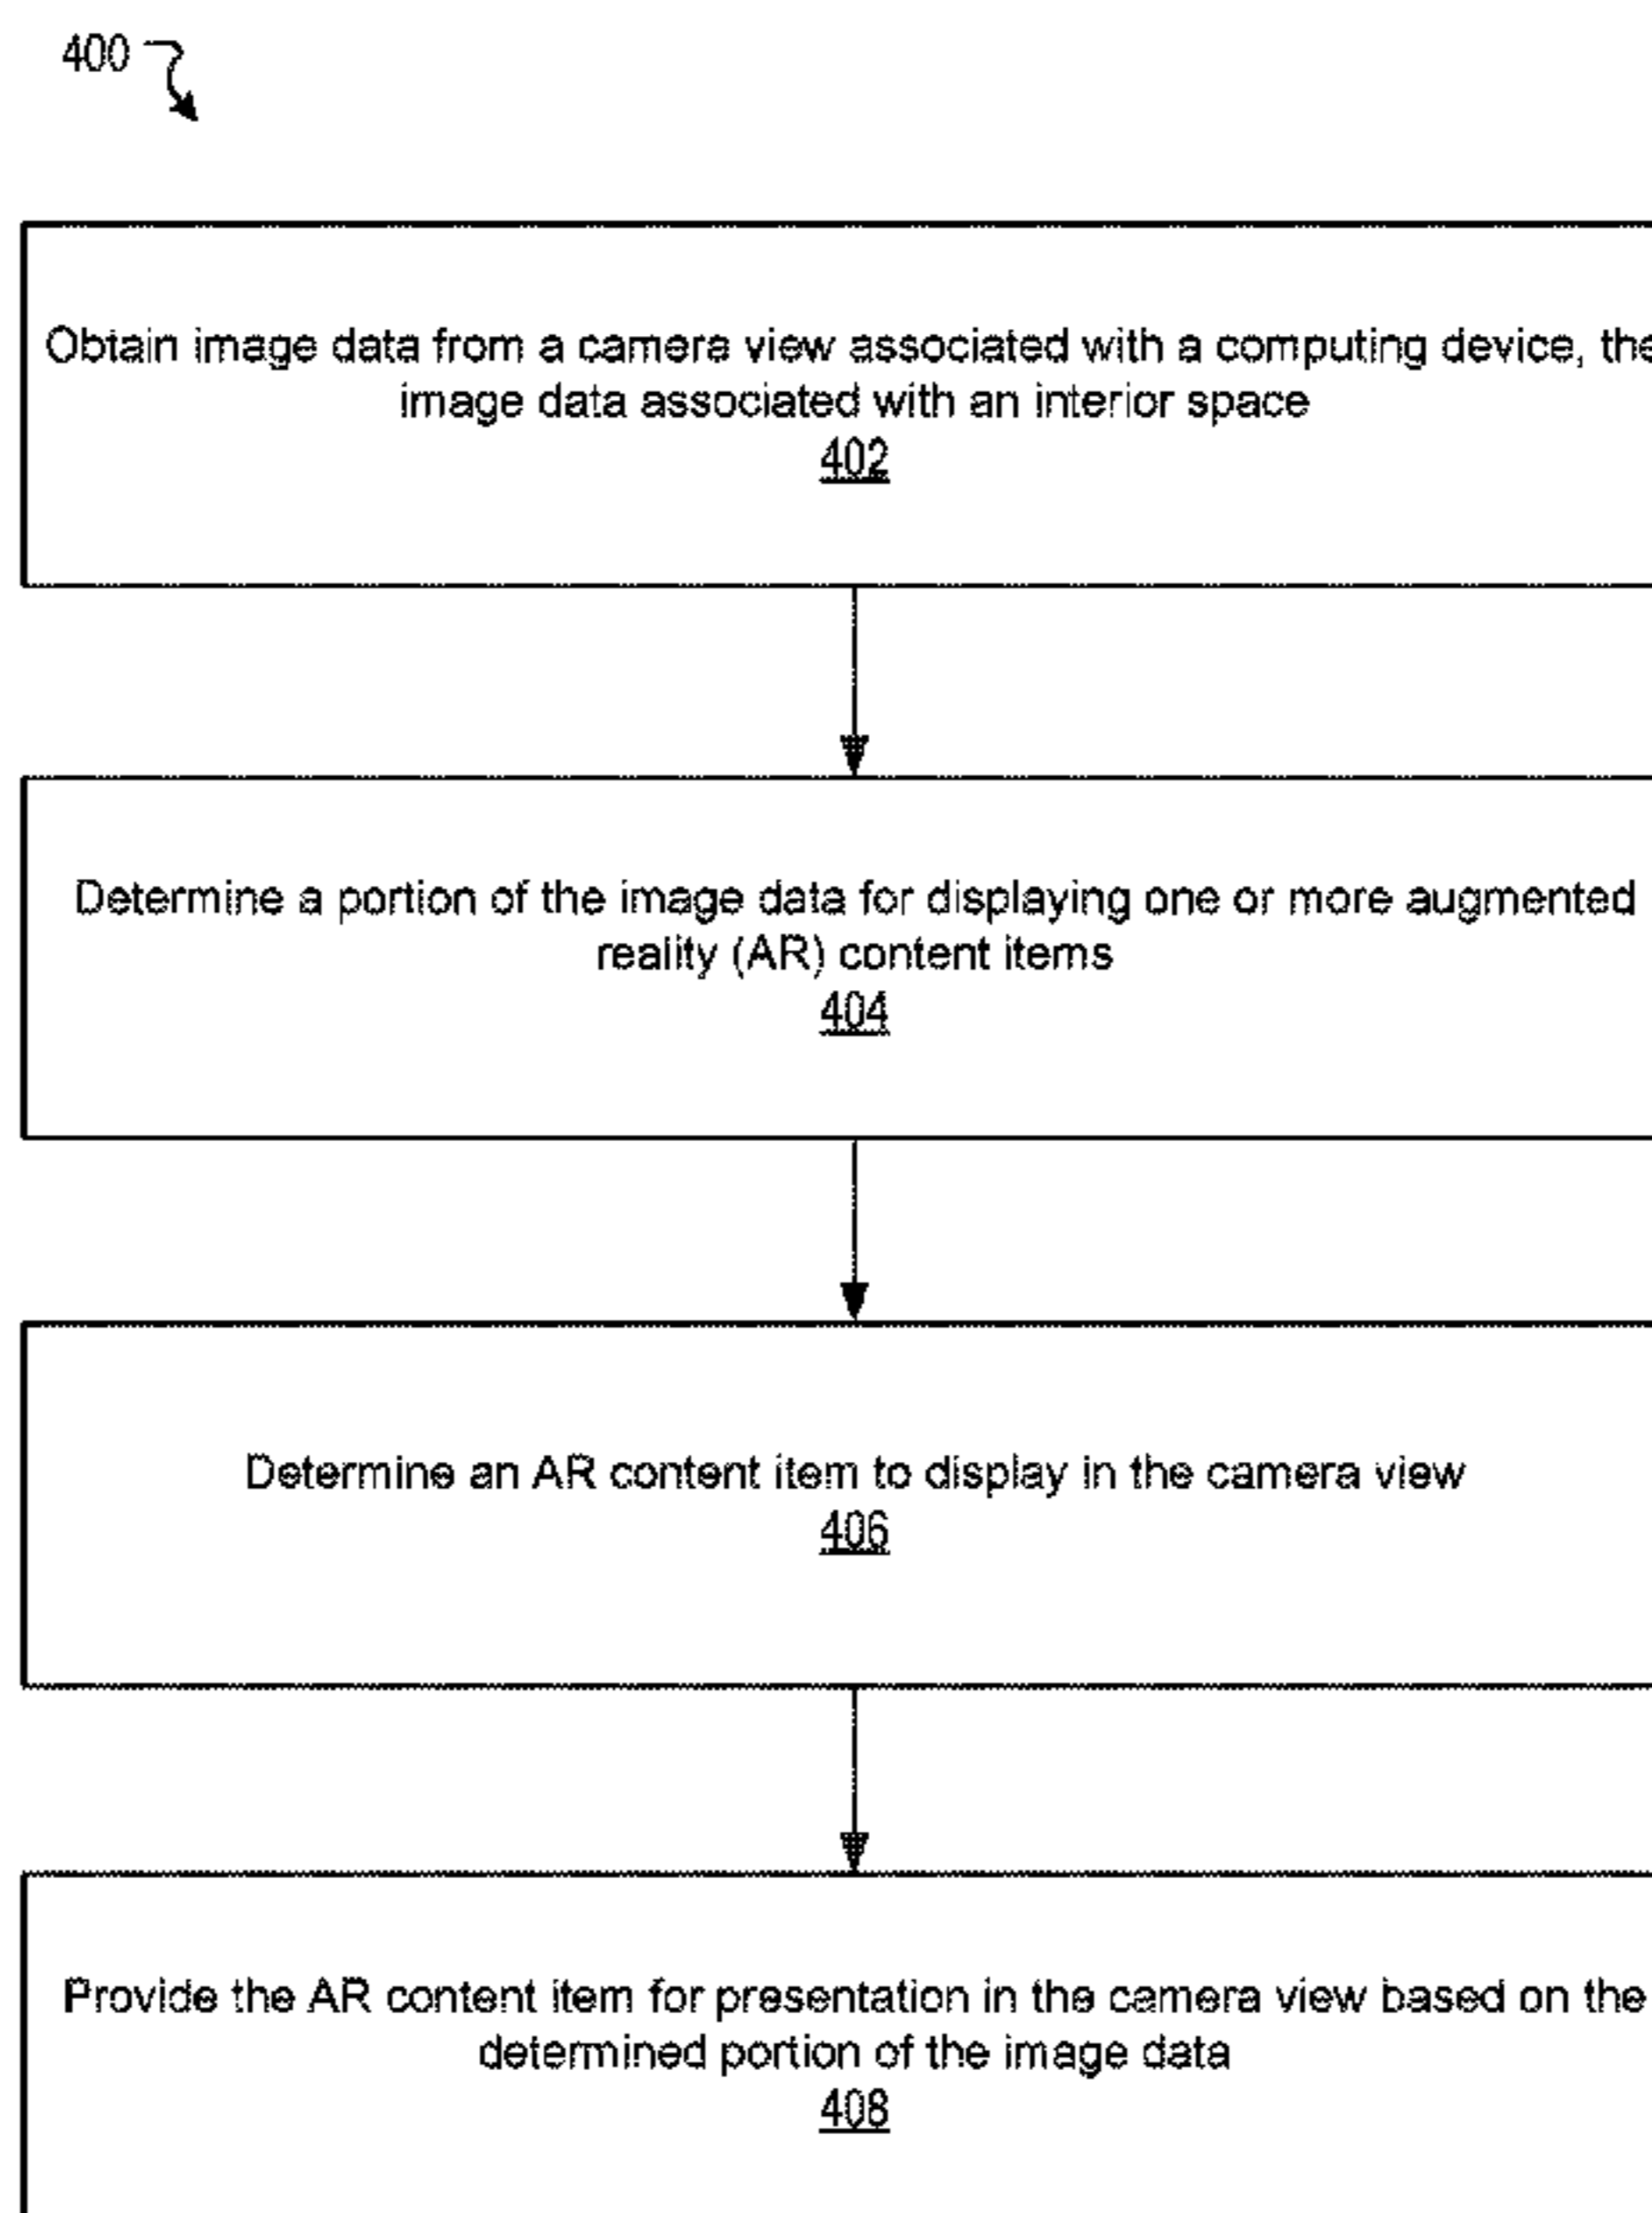 400
Obtain image data from a camera view associated with a computing device, the
image data associated with an interior space
402
Determine a portion of the image data for displaying one or more augmented
reality (AR) content items
404
Determine an AR content item to display in the camera view
406
Provide the AR content item for presentation in the camera view based on the
determined portion of the image data
408